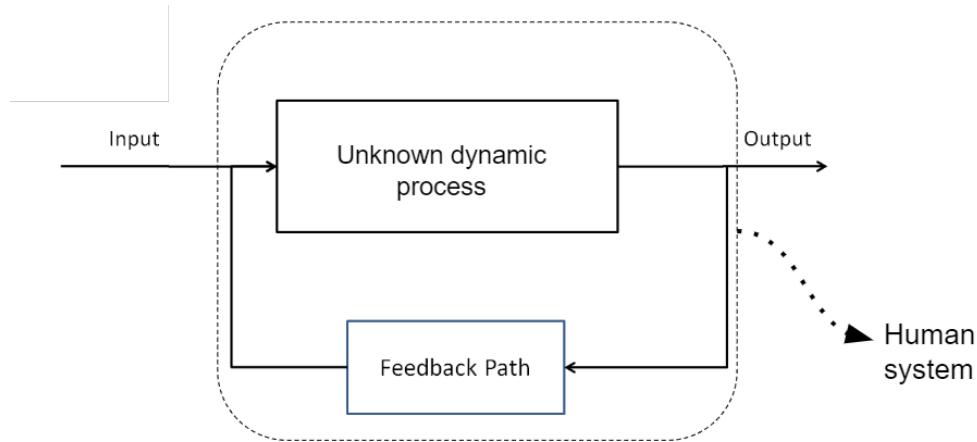 Input
Unknown dynamic
process
Output
Feedback Path
Human
system